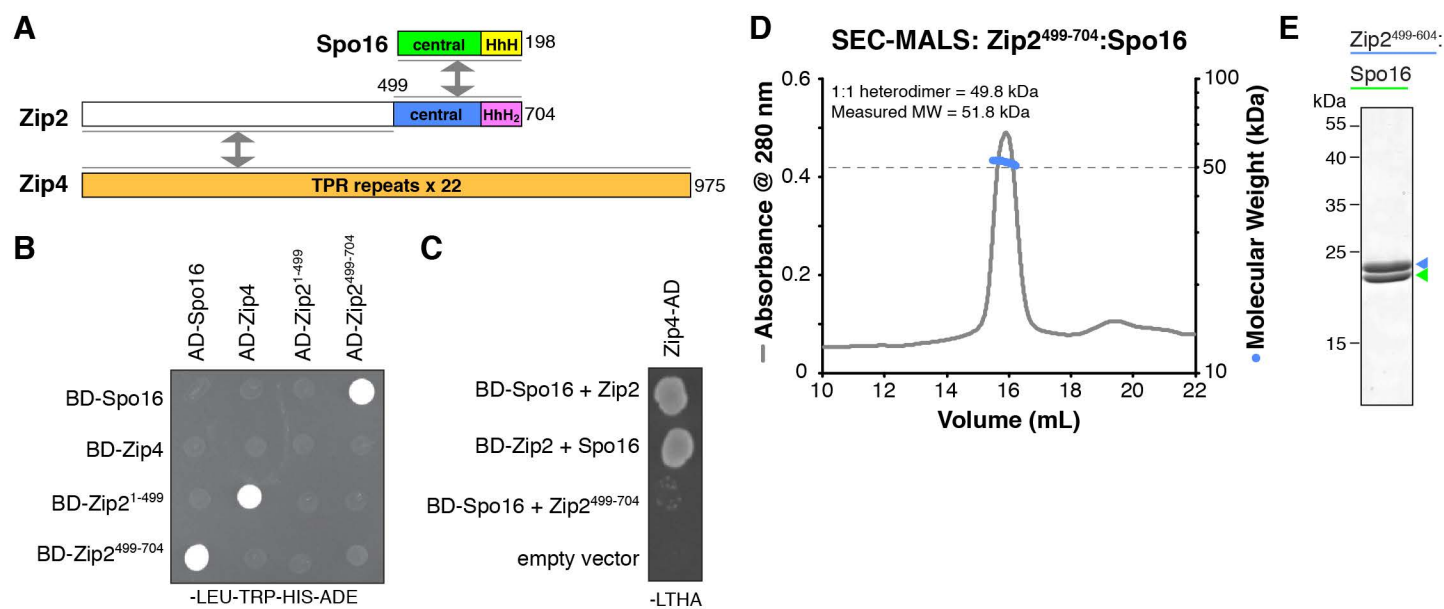 A
Spo16
central
HhH
198
499
Zip2
central
HhH2
704
Zip4
TPR repeats x 22
975
B
AD-Spo16
AD-Zip4
AD-Zip2 1-499
AD-Zip2 499-704
BD-Spo16
BD-Zip4
BD-Zip2 1-499
BD-Zip2 499-704
-LEU-TRP-HIS-ADE
C
Zip4-AD
BD-Spo16 + Zip2
BD-Zip2 + Spo16
BD-Spo16 + Zip2 499-704
empty vector
-LTHA
D
SEC-MALS: Zip2 499-704:Spo16
1:1 heterodimer = 49.8 kDa
Measured MW = 51.8 kDa
Absorbance @ 280 nm
0.6
0.4
0.2
0
10
12
14
16
18
20
22
Volume (mL)
100
50
10
Molecular Weight (kDa)
E
Zip2 499-604:
Spo16
kDa
55
40
35
25
15